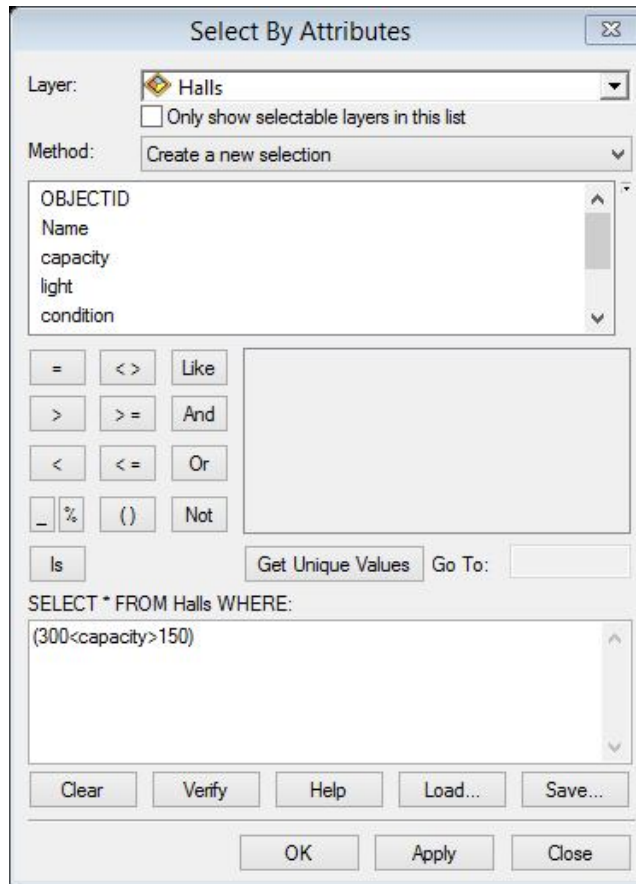 Select By Attributes
Layer: Halls
Only show selectable layers in this list
Method: Create a new selection
OBJECTID
Name
capacity
light
condition
= < > Like
> > = And
< < = Or
_ % ( ) Not
Is Get Unique Values Go To:
SELECT * FROM Halls WHERE:
(300<capacity>150)
Clear Verify Help Load... Save...
OK Apply Close